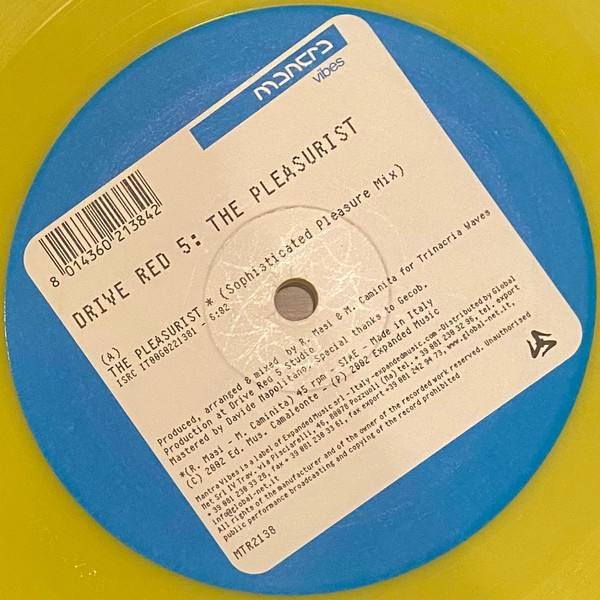 mantra
vibes
8 014360 213842
DRIVE RED 5: THE PLEASURIST
(A)
THE PLEASURIST * (Sophisticated Pleasure Mix)
ISRC IT00G0221301 - 6:02
Produced, arranged & mixed by R. Masi & M. Caminita for Trinacria Waves
Production at Drive Red 5 Studio
Mastered by Davide Napolitano. Special thanks to Gecob.
*(R. Masi - M. Caminita) 45 rpm - SIAE - Made in Italy
(C) 2002 Ed. Mus. Camaleonte - (P) 2002 Expanded Music
Mantra Vibes is a label of Expanded Music srl - Italy - expandedmusic.com - Distributed by Global
Net Srl IV Trav. via Pisciarelli, 46, 80078 Pozzuoli (Na) tel. + 39 081 230 32 96, tel. export
+ 39 081 230 33 28, fax + 39 081 230 33 61, fax export +39 081 242 94 73, www.global-net.it,
info@global-net.it
All rights of the manufacturer and of the owner of the recorded work reserved. Unauthorised
public performance broadcasting and copying of the record prohibited
MTR2138